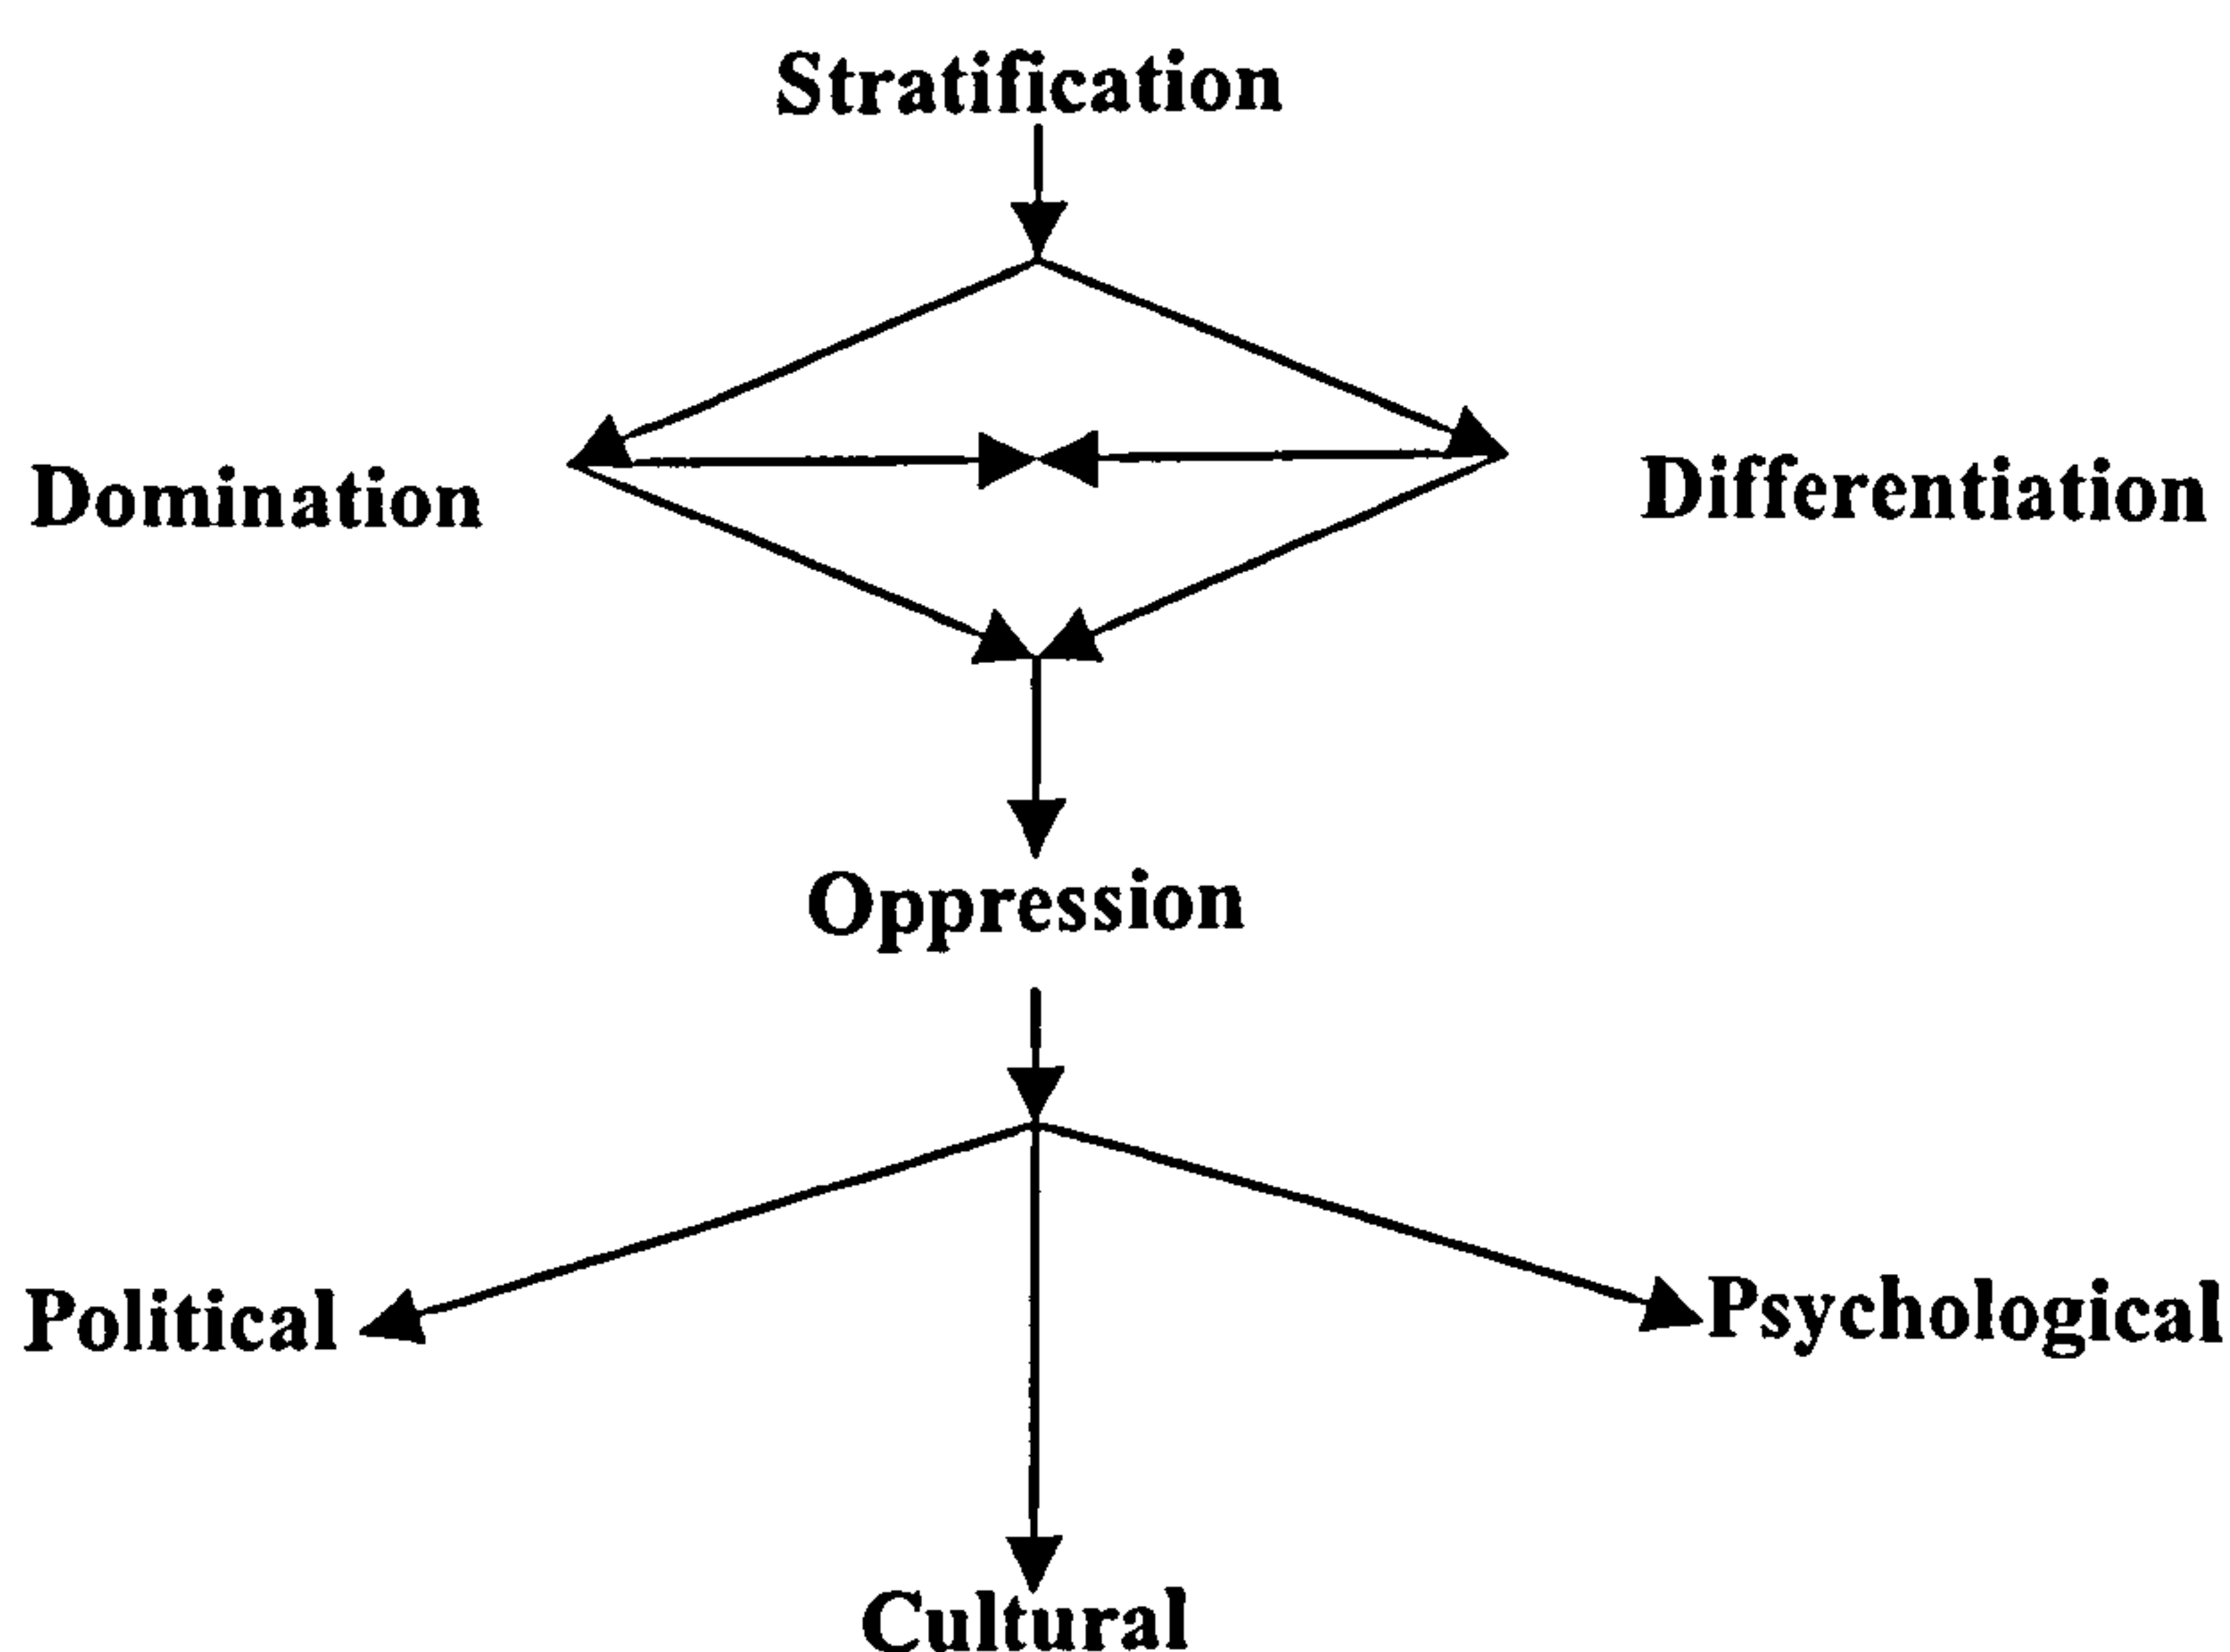 Stratification
Domination
Differentiation
Oppression
Political
Psychological
Cultural